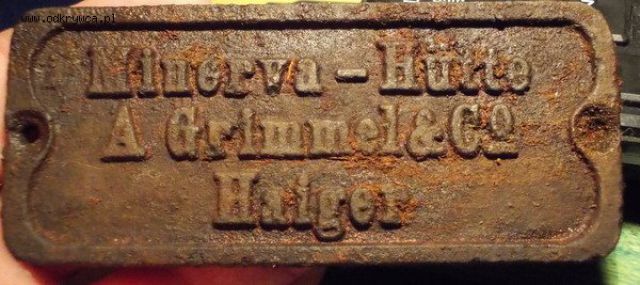 www.odkrywca.pl
Minerva - Hütte
A Grimmel & Cº
Haiger